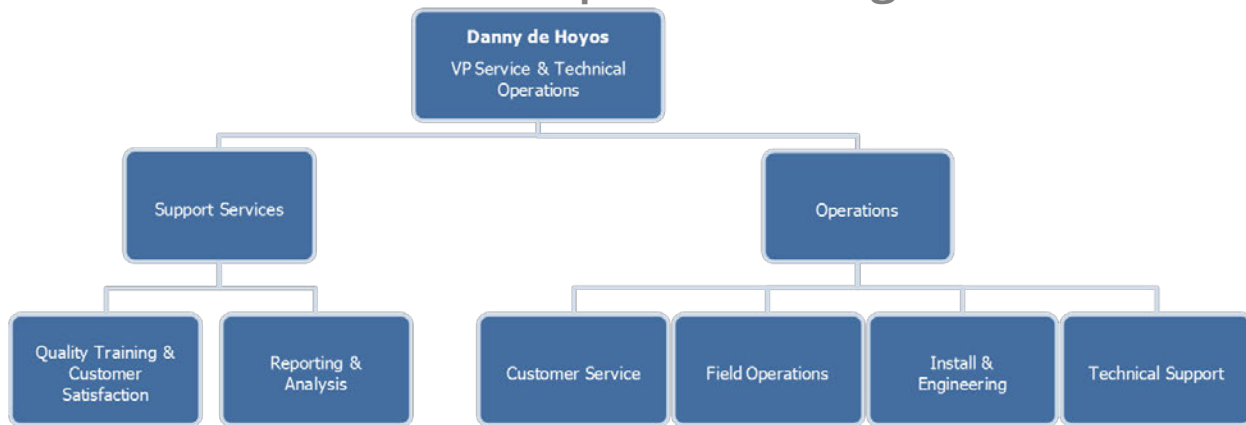 Danny de Hoyos
VP Service & Technical
Operations
Support Services
Operations
Quality Training &
Customer
Satisfaction
Reporting &
Analysis
Customer Service
Field Operations
Install &
Engineering
Technical Support